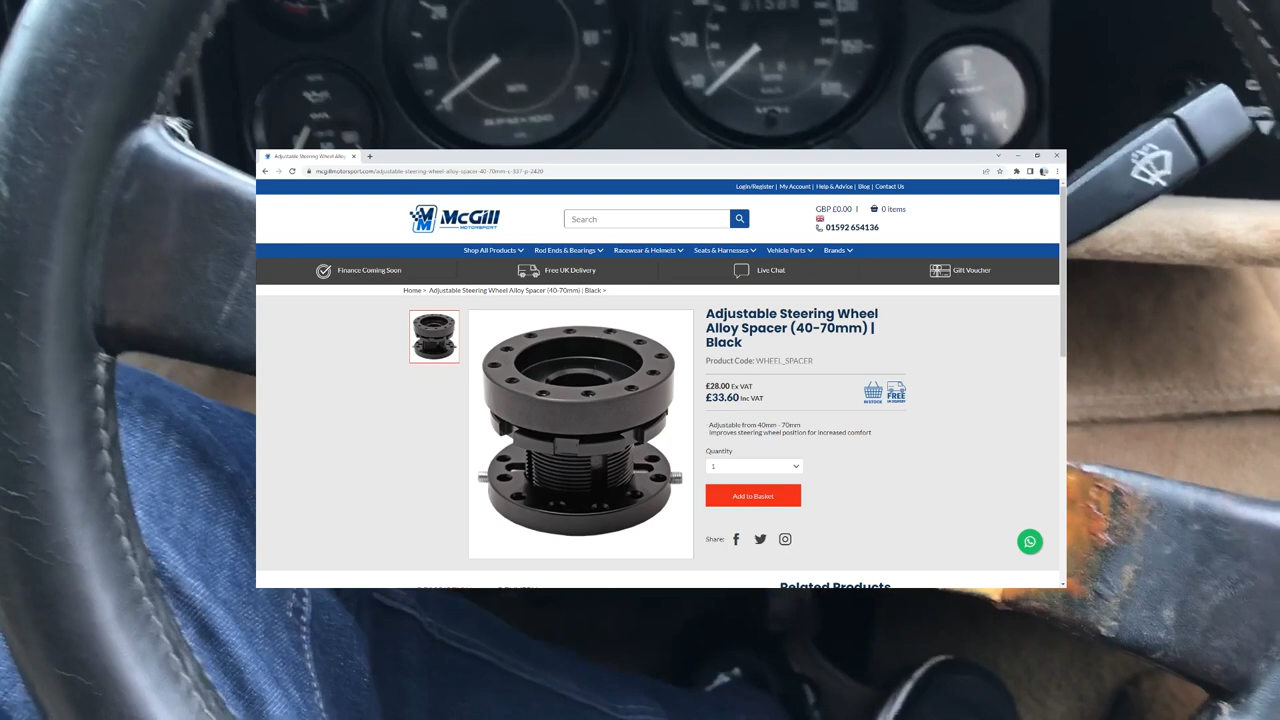 TEMP
Adjustable Steering Wheel Alloy
mcgillmotorsport.com/adjustable-steering-wheel-alloy-spacer-40-70mm-c-337-p-2420
Login/Register | My Account | Help & Advice | Blog | Contact Us
McGill
MOTORSPORT
Search
GBP £0.00 | 0 items
01592 654136
Shop All Products Rod Ends & Bearings Racewear & Helmets Seats & Harnesses Vehicle Parts Brands
Finance Coming Soon Free UK Delivery Live Chat Gift Voucher
Home > Adjustable Steering Wheel Alloy Spacer (40-70mm) | Black >
Adjustable Steering Wheel
Alloy Spacer (40-70mm) |
Black
Product Code: WHEEL_SPACER
£28.00 Ex VAT
£33.60 Inc VAT
IN STOCK
FREE
UK DELIVERY
· Adjustable from 40mm - 70mm
· Improves steering wheel position for increased comfort
Quantity
1
Add to Basket
Share:
Related Products